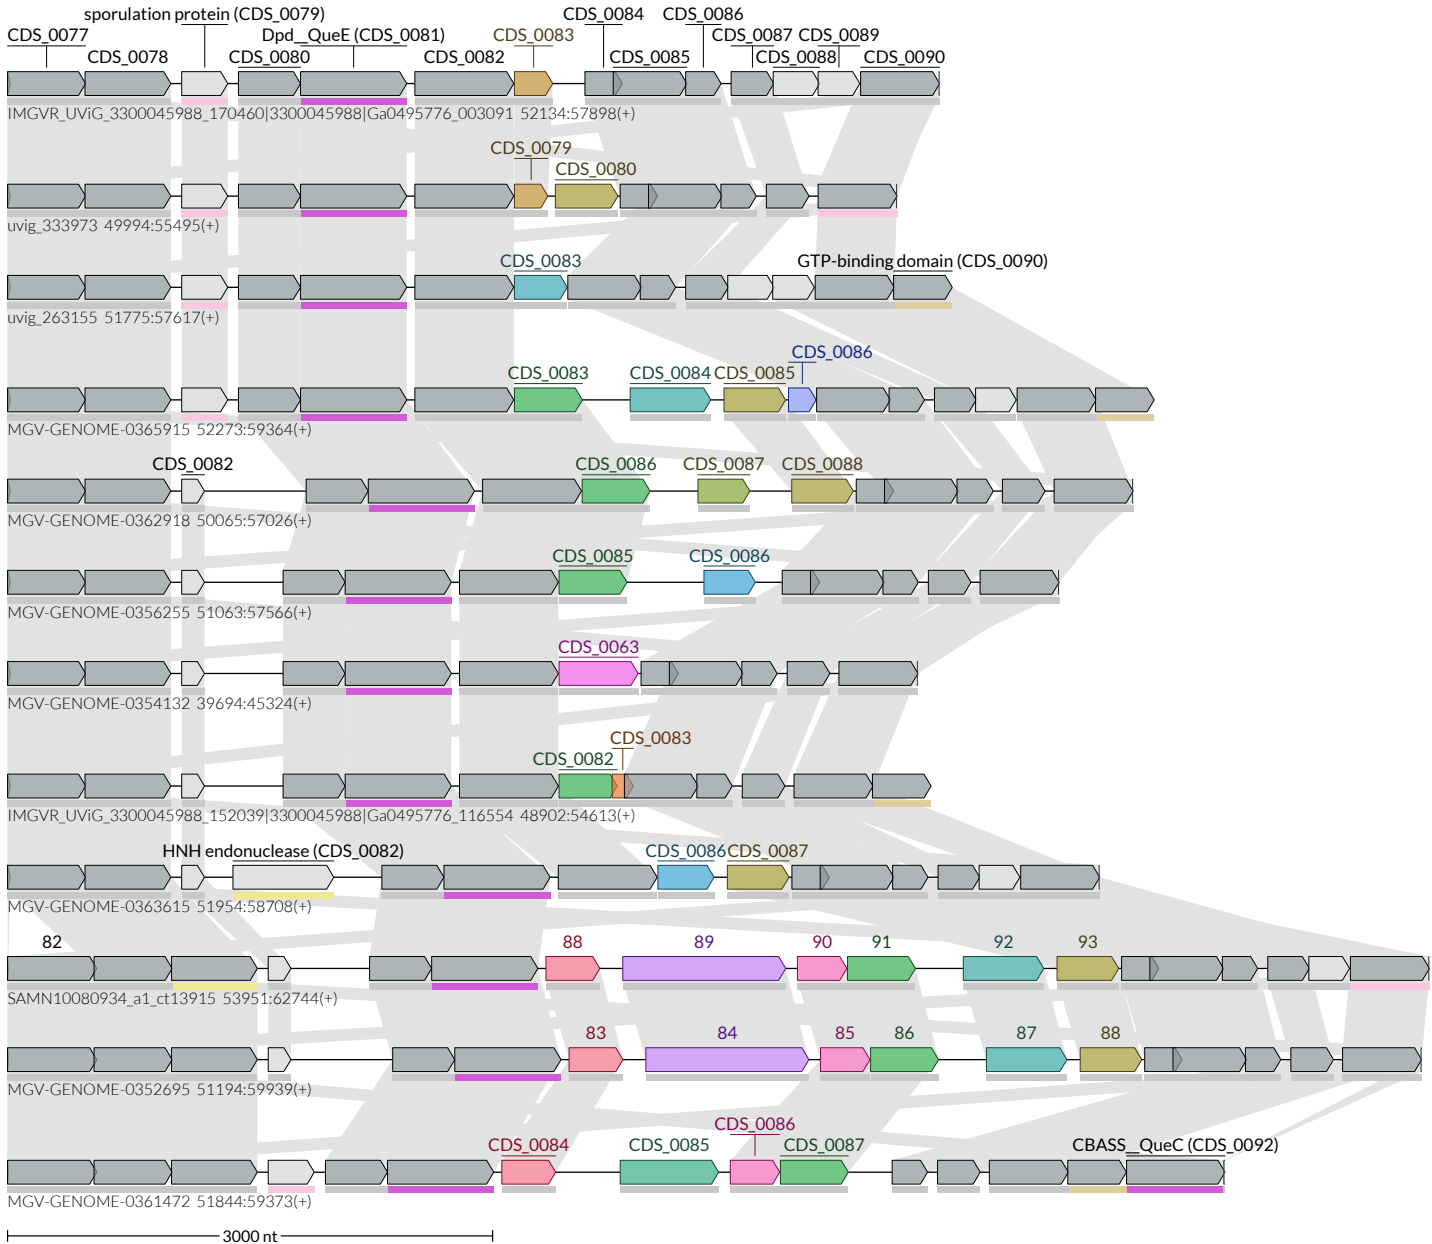 sporulation protein (CDS_0079) CDS_0084 CDS_0086
CDS_0077 Dpd__QueE (CDS_0081) CDS_0083 CDS_0087 CDS_0089
CDS_0078 CDS_0080 CDS_0082 CDS_0085 CDS_0088 CDS_0090
IMGVR_UViG_3300045988_170460|3300045988|Ga0495776_003091 52134:57898(+)
CDS_0079
CDS_0080
uvig_333973 49994:55495(+)
CDS_0083 GTP-binding domain (CDS_0090)
uvig_263155 51775:57617(+)
CDS_0086
CDS_0083 CDS_0084 CDS_0085
MGV-GENOME-0365915 52273:59364(+)
CDS_0082 CDS_0086 CDS_0087 CDS_0088
MGV-GENOME-0362918 50065:57026(+)
CDS_0085 CDS_0086
MGV-GENOME-0356255 51063:57566(+)
CDS_0063
MGV-GENOME-0354132 39694:45324(+)
CDS_0083
CDS_0082
IMGVR_UViG_3300045988_152039|3300045988|Ga0495776_116554 48902:54613(+)
HNH endonuclease (CDS_0082) CDS_0086 CDS_0087
MGV-GENOME-0363615 51954:58708(+)
82 88 89 90 91 92 93
SAMN10080934_a1_ct13915 53951:62744(+)
83 84 85 86 87 88
MGV-GENOME-0352695 51194:59939(+)
CDS_0086
CDS_0084 CDS_0085 CDS_0087 CBASS__QueC (CDS_0092)
MGV-GENOME-0361472 51844:59373(+)
3000 nt